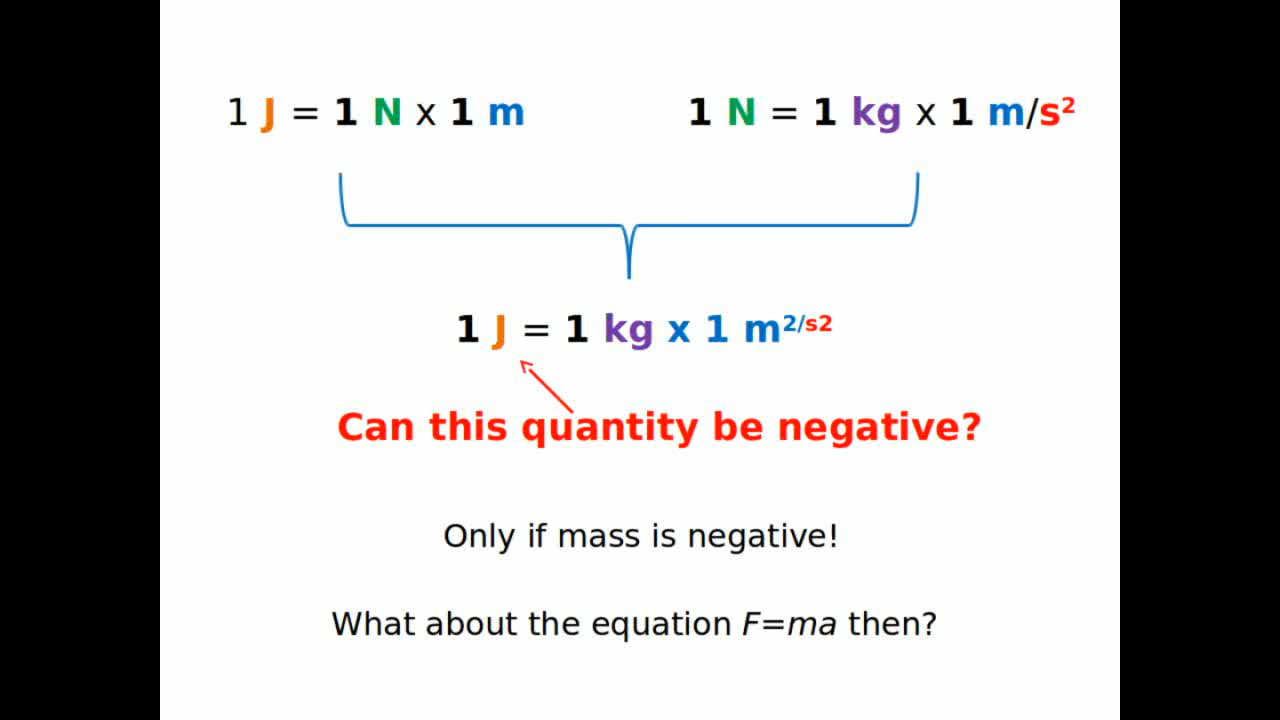 1 J = 1 N x 1 m
1 N = 1 kg x 1 m/s²
1 J = 1 kg x 1 m²/ˢ²
Can this quantity be negative?
Only if mass is negative!
What about the equation F=ma then?